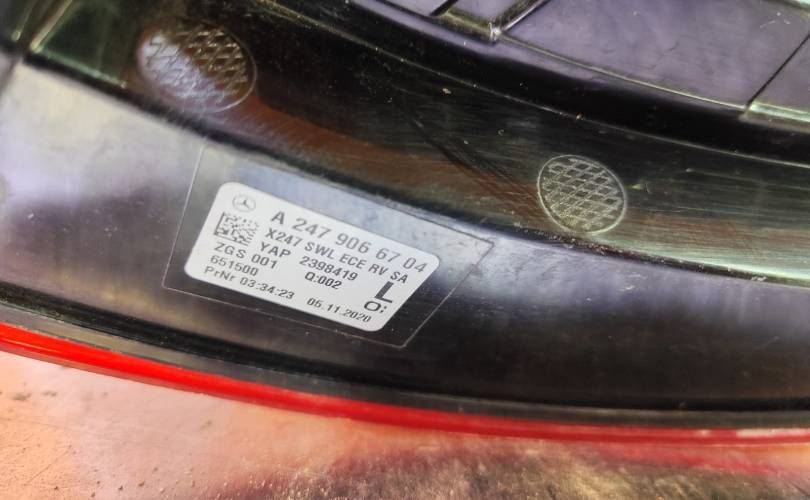 A 247 906 67 04
X247 SWL ECE RV SA
ZGS 001 YAP 2398419
651500 Q:002
PrNr 03:34:23 05.11.2020
L
O;